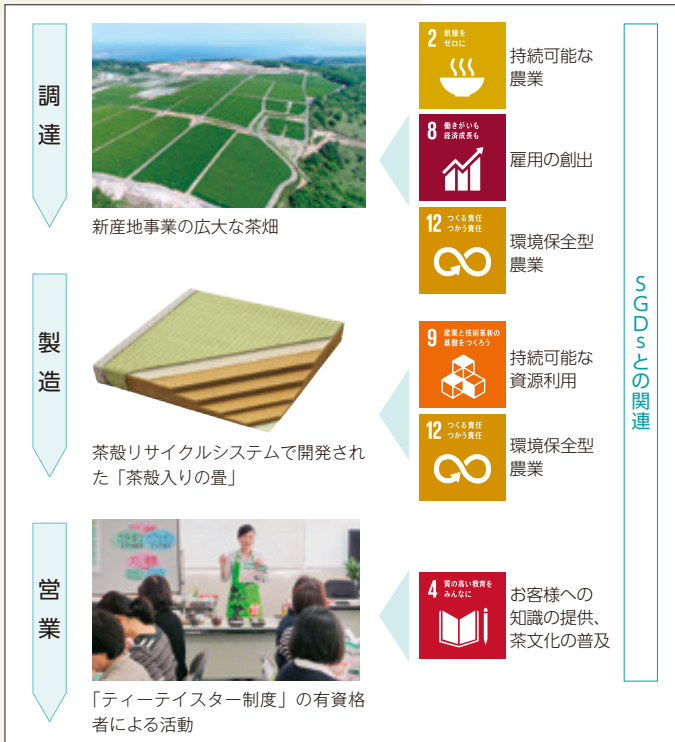 調達
新産地事業の広大な茶畑
2 飢餓を
ゼロに
持続可能な
農業
8 働きがいも
経済成長も
雇用の創出
12 つくる責任
つかう責任
環境保全型
農業
製造
茶殻リサイクルシステムで開発され
た「茶殻入りの畳」
9 産業と技術革新の
基盤をつくろう
持続可能な
資源利用
12 つくる責任
つかう責任
環境保全型
農業
営業
「ティーテイスター制度」の有資格
者による活動
4 質の高い教育を
みんなに
お客様への
知識の提供、
茶文化の普及
SGDsとの関連